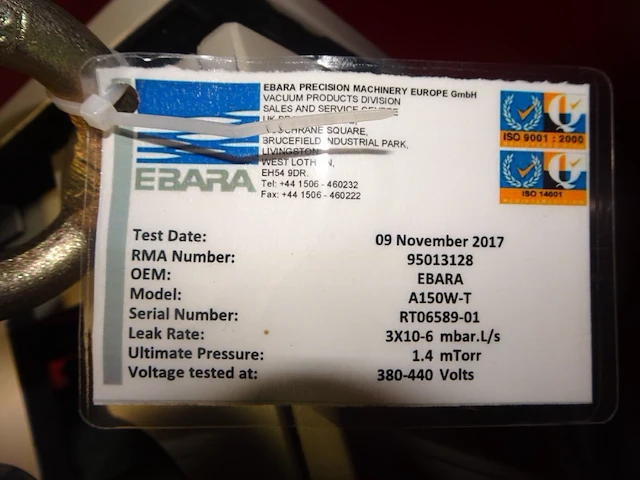 EBARA PRECISION MACHINERY EUROPE GmbH
VACUUM PRODUCTS DIVISION
SALES AND SERVICE CENTRE
UK
COCHRANE SQUARE,
BRUCEFIELD INDUSTRIAL PARK,
LIVINGSTON
WEST LOTHIAN,
EH54 9DR.
Tel: +44 1506 - 460232
Fax: +44 1506 - 460222
EBARA
ISO 9001 : 2000
ISO 14001
Test Date: 09 November 2017
RMA Number: 95013128
OEM: EBARA
Model: A150W-T
Serial Number: RT06589-01
Leak Rate: 3X10-6 mbar.L/s
Ultimate Pressure: 1.4 mTorr
Voltage tested at: 380-440 Volts